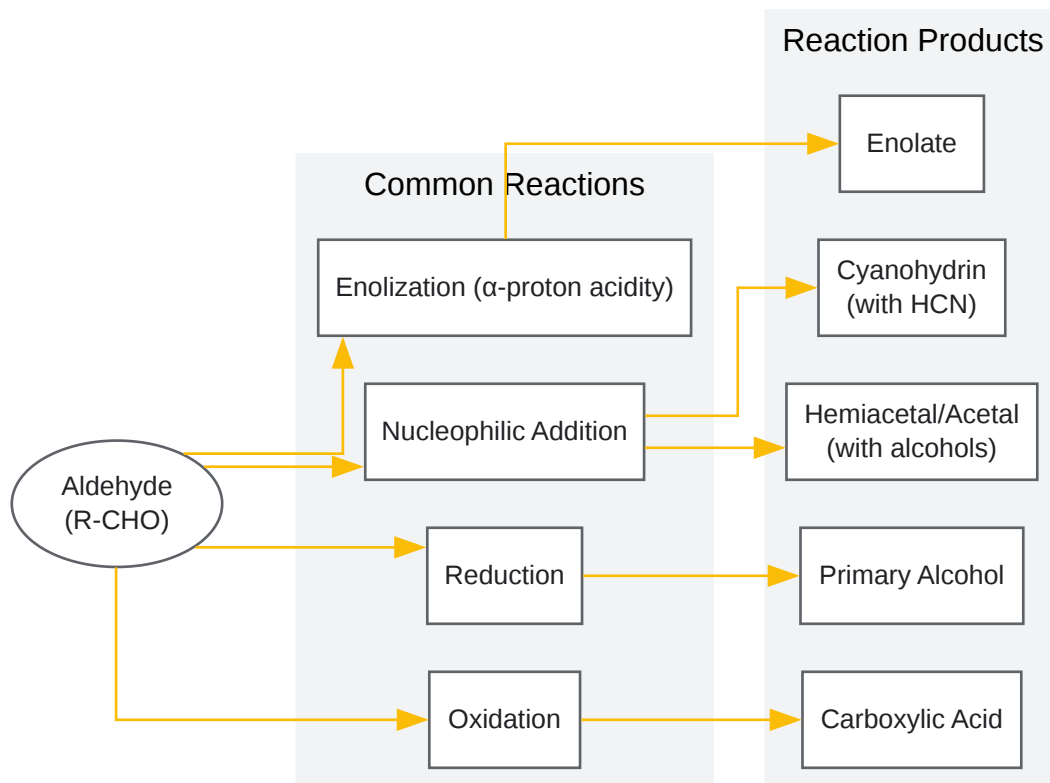 Reaction Products
Enolate
Common Reactions
Enolization (α-proton acidity)
Cyanohydrin
(with HCN)
Nucleophilic Addition
Hemiacetal/Acetal
(with alcohols)
Aldehyde
(R-CHO)
Reduction
Primary Alcohol
Oxidation
Carboxylic Acid